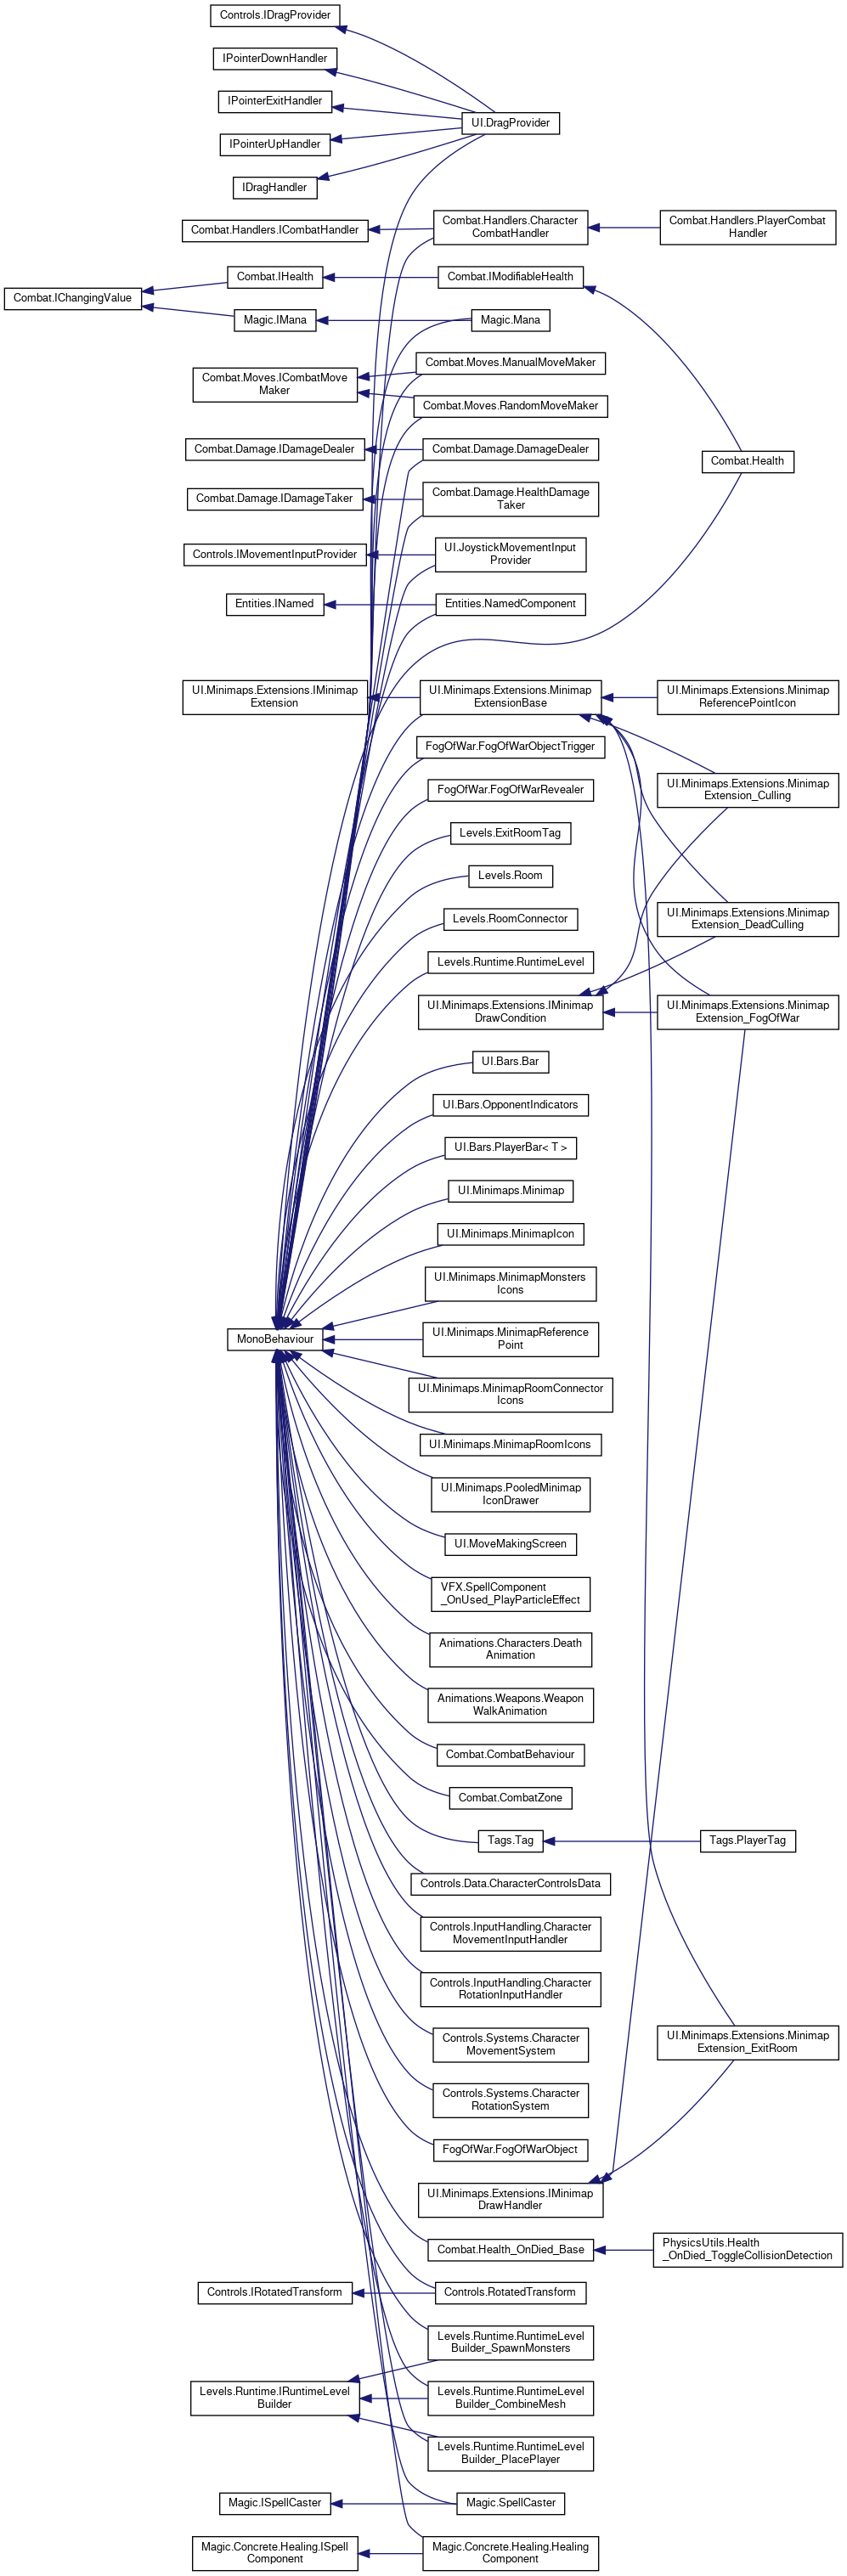 Controls.IDragProvider
IPointerDownHandler
IPointerExitHandler
UI.DragProvider
IPointerUpHandler
IDragHandler
Combat.Handlers.ICombatHandler
Combat.Handlers.Character
CombatHandler
Combat.Handlers.PlayerCombat
Handler
Combat.IChangingValue
Combat.IHealth
Combat.IModifiableHealth
Magic.IMana
Magic.Mana
Combat.Moves.ICombatMove
Maker
Combat.Moves.ManualMoveMaker
Combat.Moves.RandomMoveMaker
Combat.Damage.IDamageDealer
Combat.Damage.DamageDealer
Combat.Health
Combat.Damage.IDamageTaker
Combat.Damage.HealthDamage
Taker
Controls.IMovementInputProvider
UI.JoystickMovementInput
Provider
Entities.INamed
Entities.NamedComponent
UI.Minimaps.Extensions.IMinimap
Extension
UI.Minimaps.Extensions.Minimap
ExtensionBase
UI.Minimaps.Extensions.Minimap
ReferencePointIcon
FogOfWar.FogOfWarObjectTrigger
FogOfWar.FogOfWarRevealer
UI.Minimaps.Extensions.Minimap
Extension_Culling
Levels.ExitRoomTag
Levels.Room
Levels.RoomConnector
UI.Minimaps.Extensions.Minimap
Extension_DeadCulling
Levels.Runtime.RuntimeLevel
UI.Minimaps.Extensions.IMinimap
DrawCondition
UI.Minimaps.Extensions.Minimap
Extension_FogOfWar
UI.Bars.Bar
UI.Bars.OpponentIndicators
UI.Bars.PlayerBar< T >
UI.Minimaps.Minimap
UI.Minimaps.MinimapIcon
UI.Minimaps.MinimapMonsters
Icons
MonoBehaviour
UI.Minimaps.MinimapReference
Point
UI.Minimaps.MinimapRoomConnector
Icons
UI.Minimaps.MinimapRoomIcons
UI.Minimaps.PooledMinimap
IconDrawer
UI.MoveMakingScreen
VFX.SpellComponent
_OnUsed_PlayParticleEffect
Animations.Characters.Death
Animation
Animations.Weapons.Weapon
WalkAnimation
Combat.CombatBehaviour
Combat.CombatZone
Tags.Tag
Tags.PlayerTag
Controls.Data.CharacterControlsData
Controls.InputHandling.Character
MovementInputHandler
Controls.InputHandling.Character
RotationInputHandler
Controls.Systems.Character
MovementSystem
UI.Minimaps.Extensions.Minimap
Extension_ExitRoom
Controls.Systems.Character
RotationSystem
FogOfWar.FogOfWarObject
UI.Minimaps.Extensions.IMinimap
DrawHandler
Combat.Health_OnDied_Base
PhysicsUtils.Health
_OnDied_ToggleCollisionDetection
Controls.IRotatedTransform
Controls.RotatedTransform
Levels.Runtime.RuntimeLevel
Builder_SpawnMonsters
Levels.Runtime.IRuntimeLevel
Builder
Levels.Runtime.RuntimeLevel
Builder_CombineMesh
Levels.Runtime.RuntimeLevel
Builder_PlacePlayer
Magic.ISpellCaster
Magic.SpellCaster
Magic.Concrete.Healing.ISpell
Component
Magic.Concrete.Healing.Healing
Component